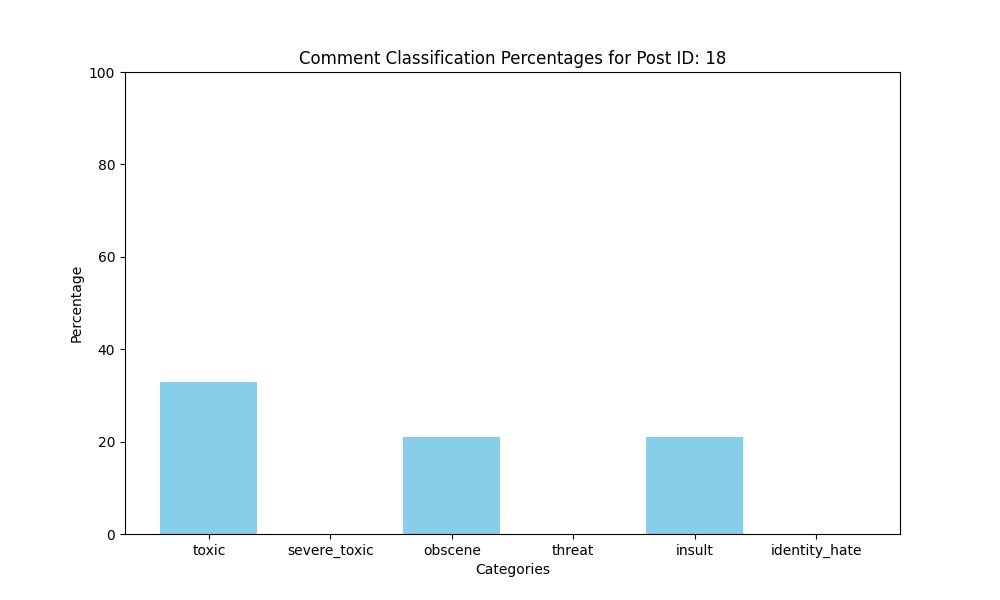 Comment Classification Percentages for Post ID: 18
100
80
60
40
20
0
Percentage
toxic severe_toxic obscene threat insult identity_hate
Categories